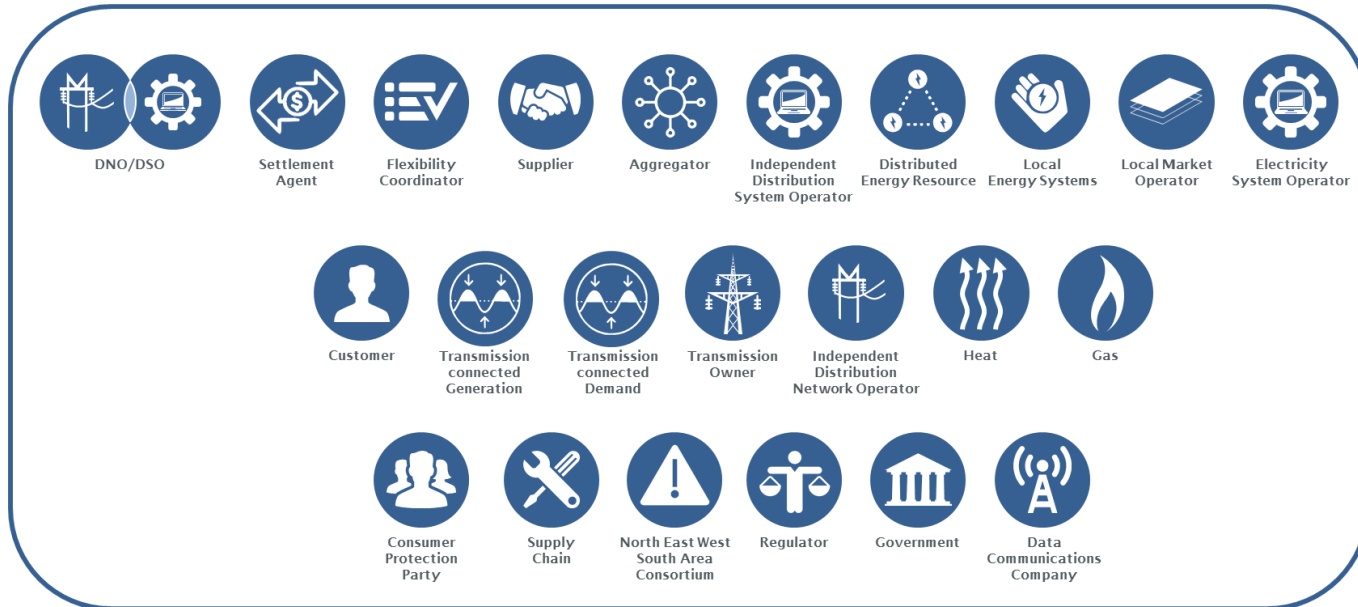 DNO/DSO
Settlement
Agent
Flexibility
Coordinator
Supplier
Aggregator
Independent
Distribution
System Operator
Distributed
Energy Resource
Local
Energy Systems
Local Market
Operator
Electricity
System Operator
Customer
Transmission
connected
Generation
Transmission
connected
Demand
Transmission
Owner
Independent
Distribution
Network Operator
Heat
Gas
Consumer
Protection
Party
Supply
Chain
North East West
South Area
Consortium
Regulator
Government
Data
Communications
Company